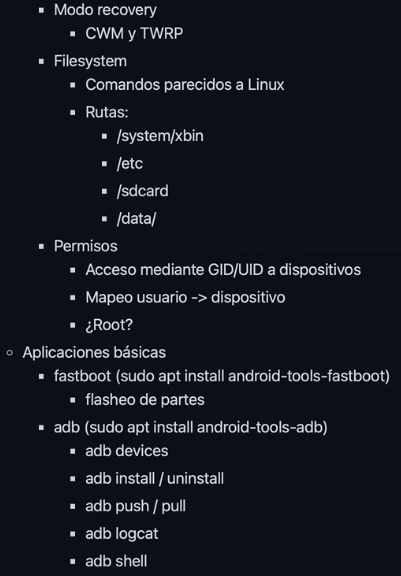 Modo recovery
CWM y TWRP
Filesystem
Comandos parecidos a Linux
Rutas:
/system/xbin
/etc
/sdcard
/data/
Permisos
Acceso mediante GID/UID a dispositivos
Mapeo usuario -> dispositivo
¿Root?
Aplicaciones básicas
fastboot (sudo apt install android-tools-fastboot)
flasheo de partes
adb (sudo apt install android-tools-adb)
adb devices
adb install / uninstall
adb push / pull
adb logcat
adb shell